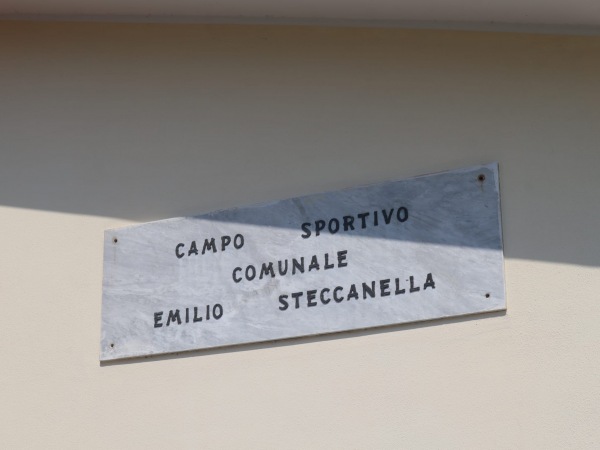 CAMPO SPORTIVO
COMUNALE
EMILIO STECCANELLA